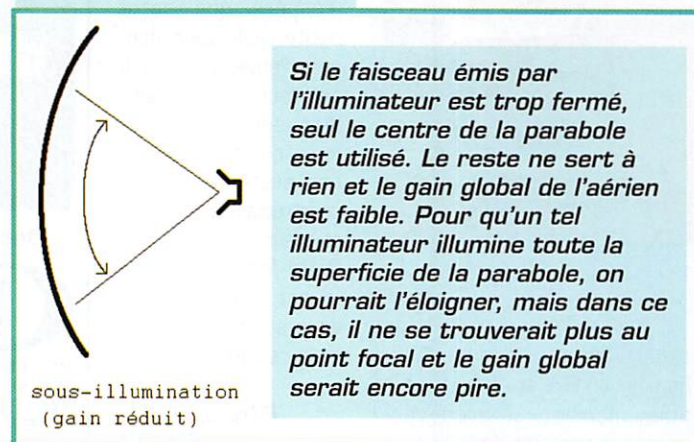 Si le faisceau émis par
l'illuminateur est trop fermé,
seul le centre de la parabole
est utilisé. Le reste ne sert à
rien et le gain global de l'aérien
est faible. Pour qu'un tel
illuminateur illumine toute la
superficie de la parabole, on
pourrait l'éloigner, mais dans ce
cas, il ne se trouverait plus au
point focal et le gain global
serait encore pire.
sous-illumination
(gain réduit)